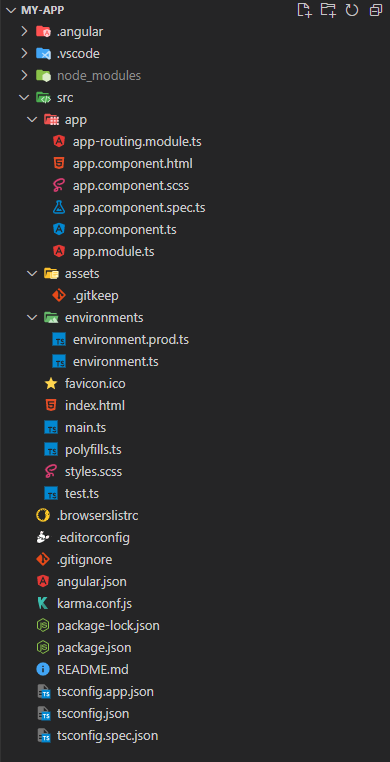 MY-APP
.angular
.vscode
node_modules
src
app
app-routing.module.ts
app.component.html
app.component.scss
app.component.spec.ts
app.component.ts
app.module.ts
assets
.gitkeep
environments
environment.prod.ts
environment.ts
favicon.ico
index.html
main.ts
polyfills.ts
styles.scss
test.ts
.browserslistrc
.editorconfig
.gitignore
angular.json
karma.conf.js
package-lock.json
package.json
README.md
tsconfig.app.json
tsconfig.json
tsconfig.spec.json